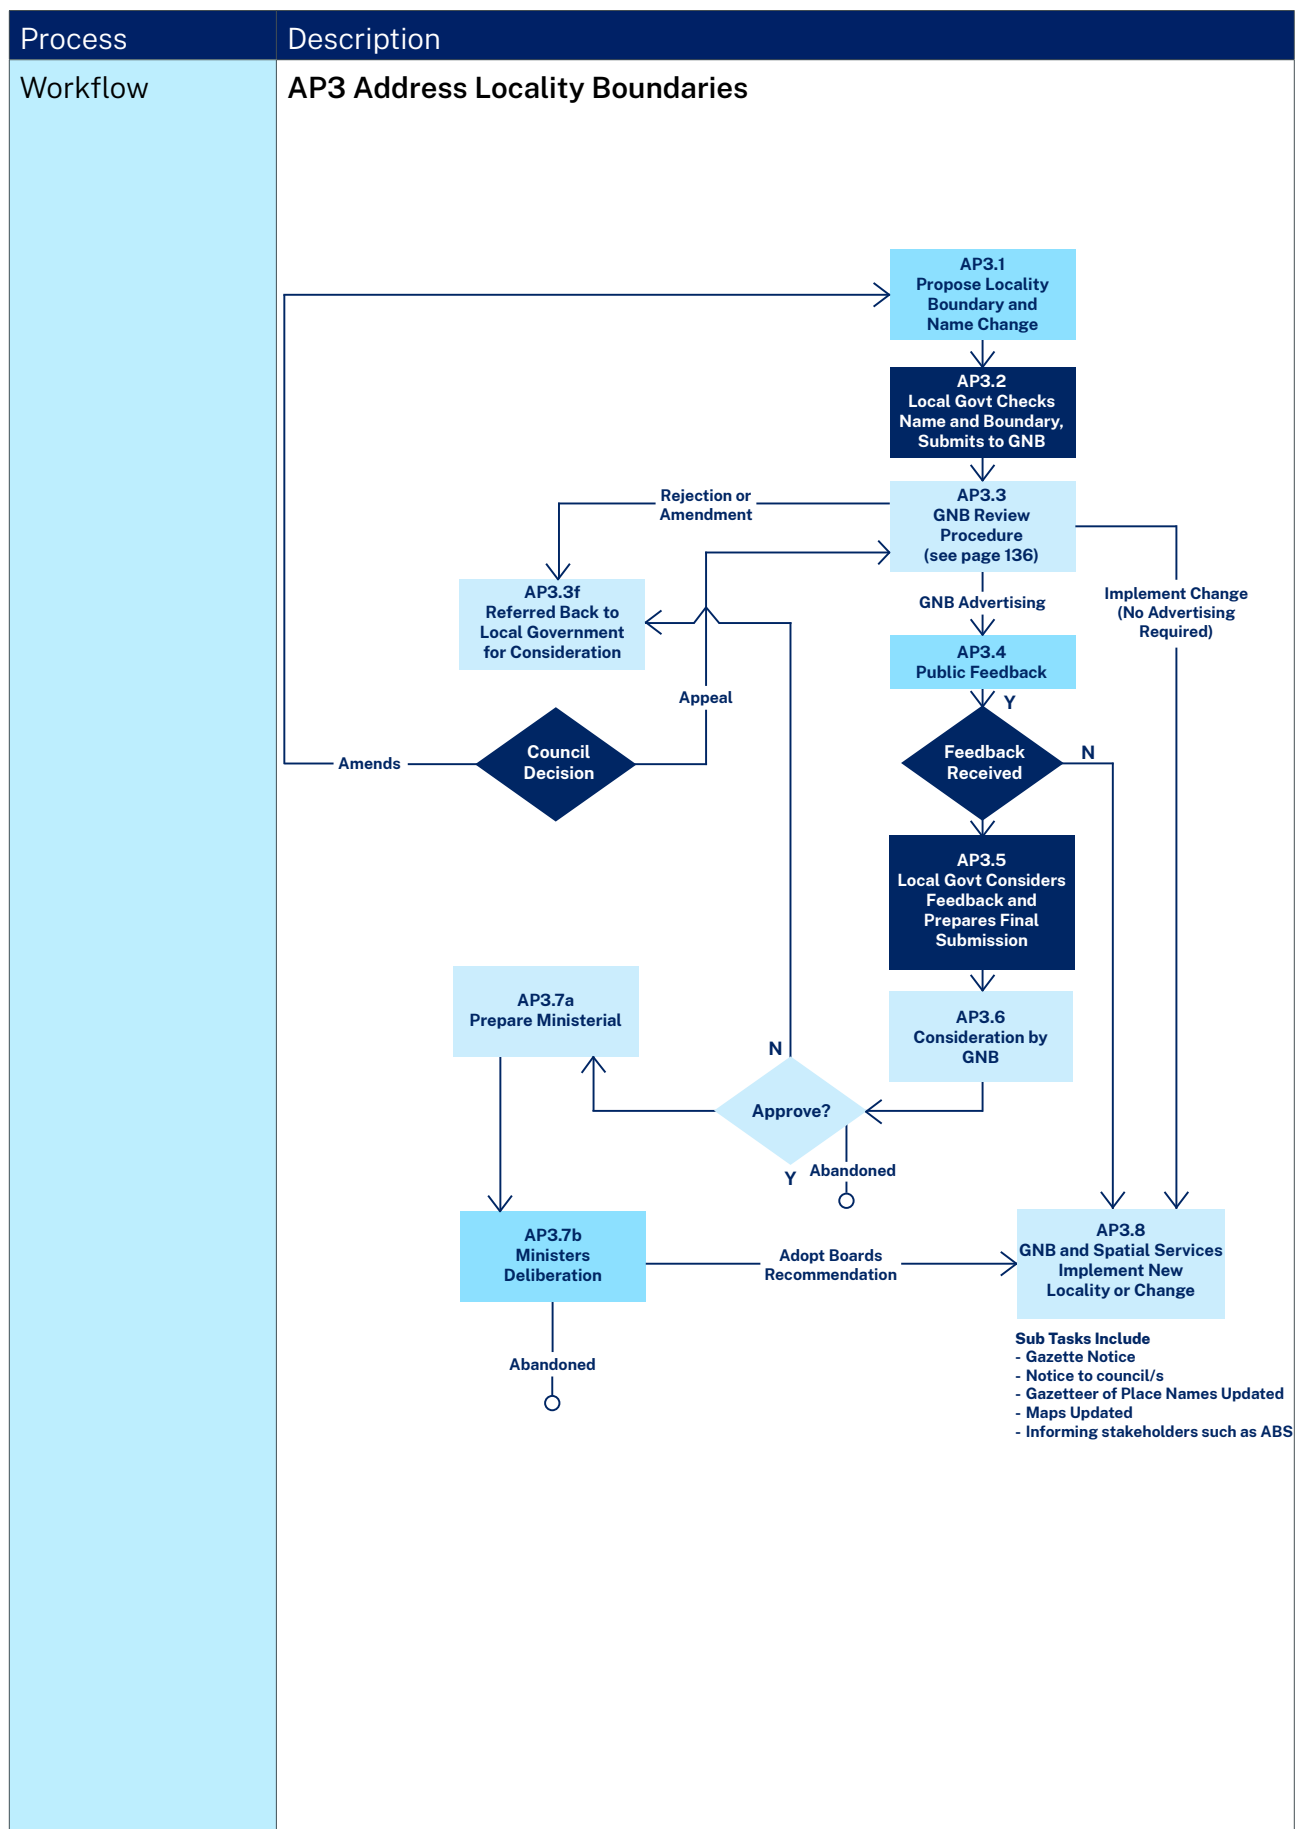 Process
Description
Workflow
AP3 Address Locality Boundaries
AP3.1
Propose Locality
Boundary and
Name Change
AP3.2
Local Govt Checks
Name and Boundary,
Submits to GNB
Rejection or
Amendment
AP3.3
GNB Review
Procedure
(see page 136)
AP3.3f
Referred Back to
Local Government
for Consideration
GNB Advertising
Implement Change
(No Advertising
Required)
AP3.4
Public Feedback
Appeal
Y
Amends
Council
Decision
Feedback
Received
N
AP3.5
Local Govt Considers
Feedback and
Prepares Final
Submission
AP3.7a
Prepare Ministerial
AP3.6
Consideration by
GNB
N
Approve?
Y
Abandoned
AP3.7b
Ministers
Deliberation
Adopt Boards
Recommendation
AP3.8
GNB and Spatial Services
Implement New
Locality or Change
Abandoned
Sub Tasks Include
- Gazette Notice
- Notice to council/s
- Gazetteer of Place Names Updated
- Maps Updated
- Informing stakeholders such as ABS